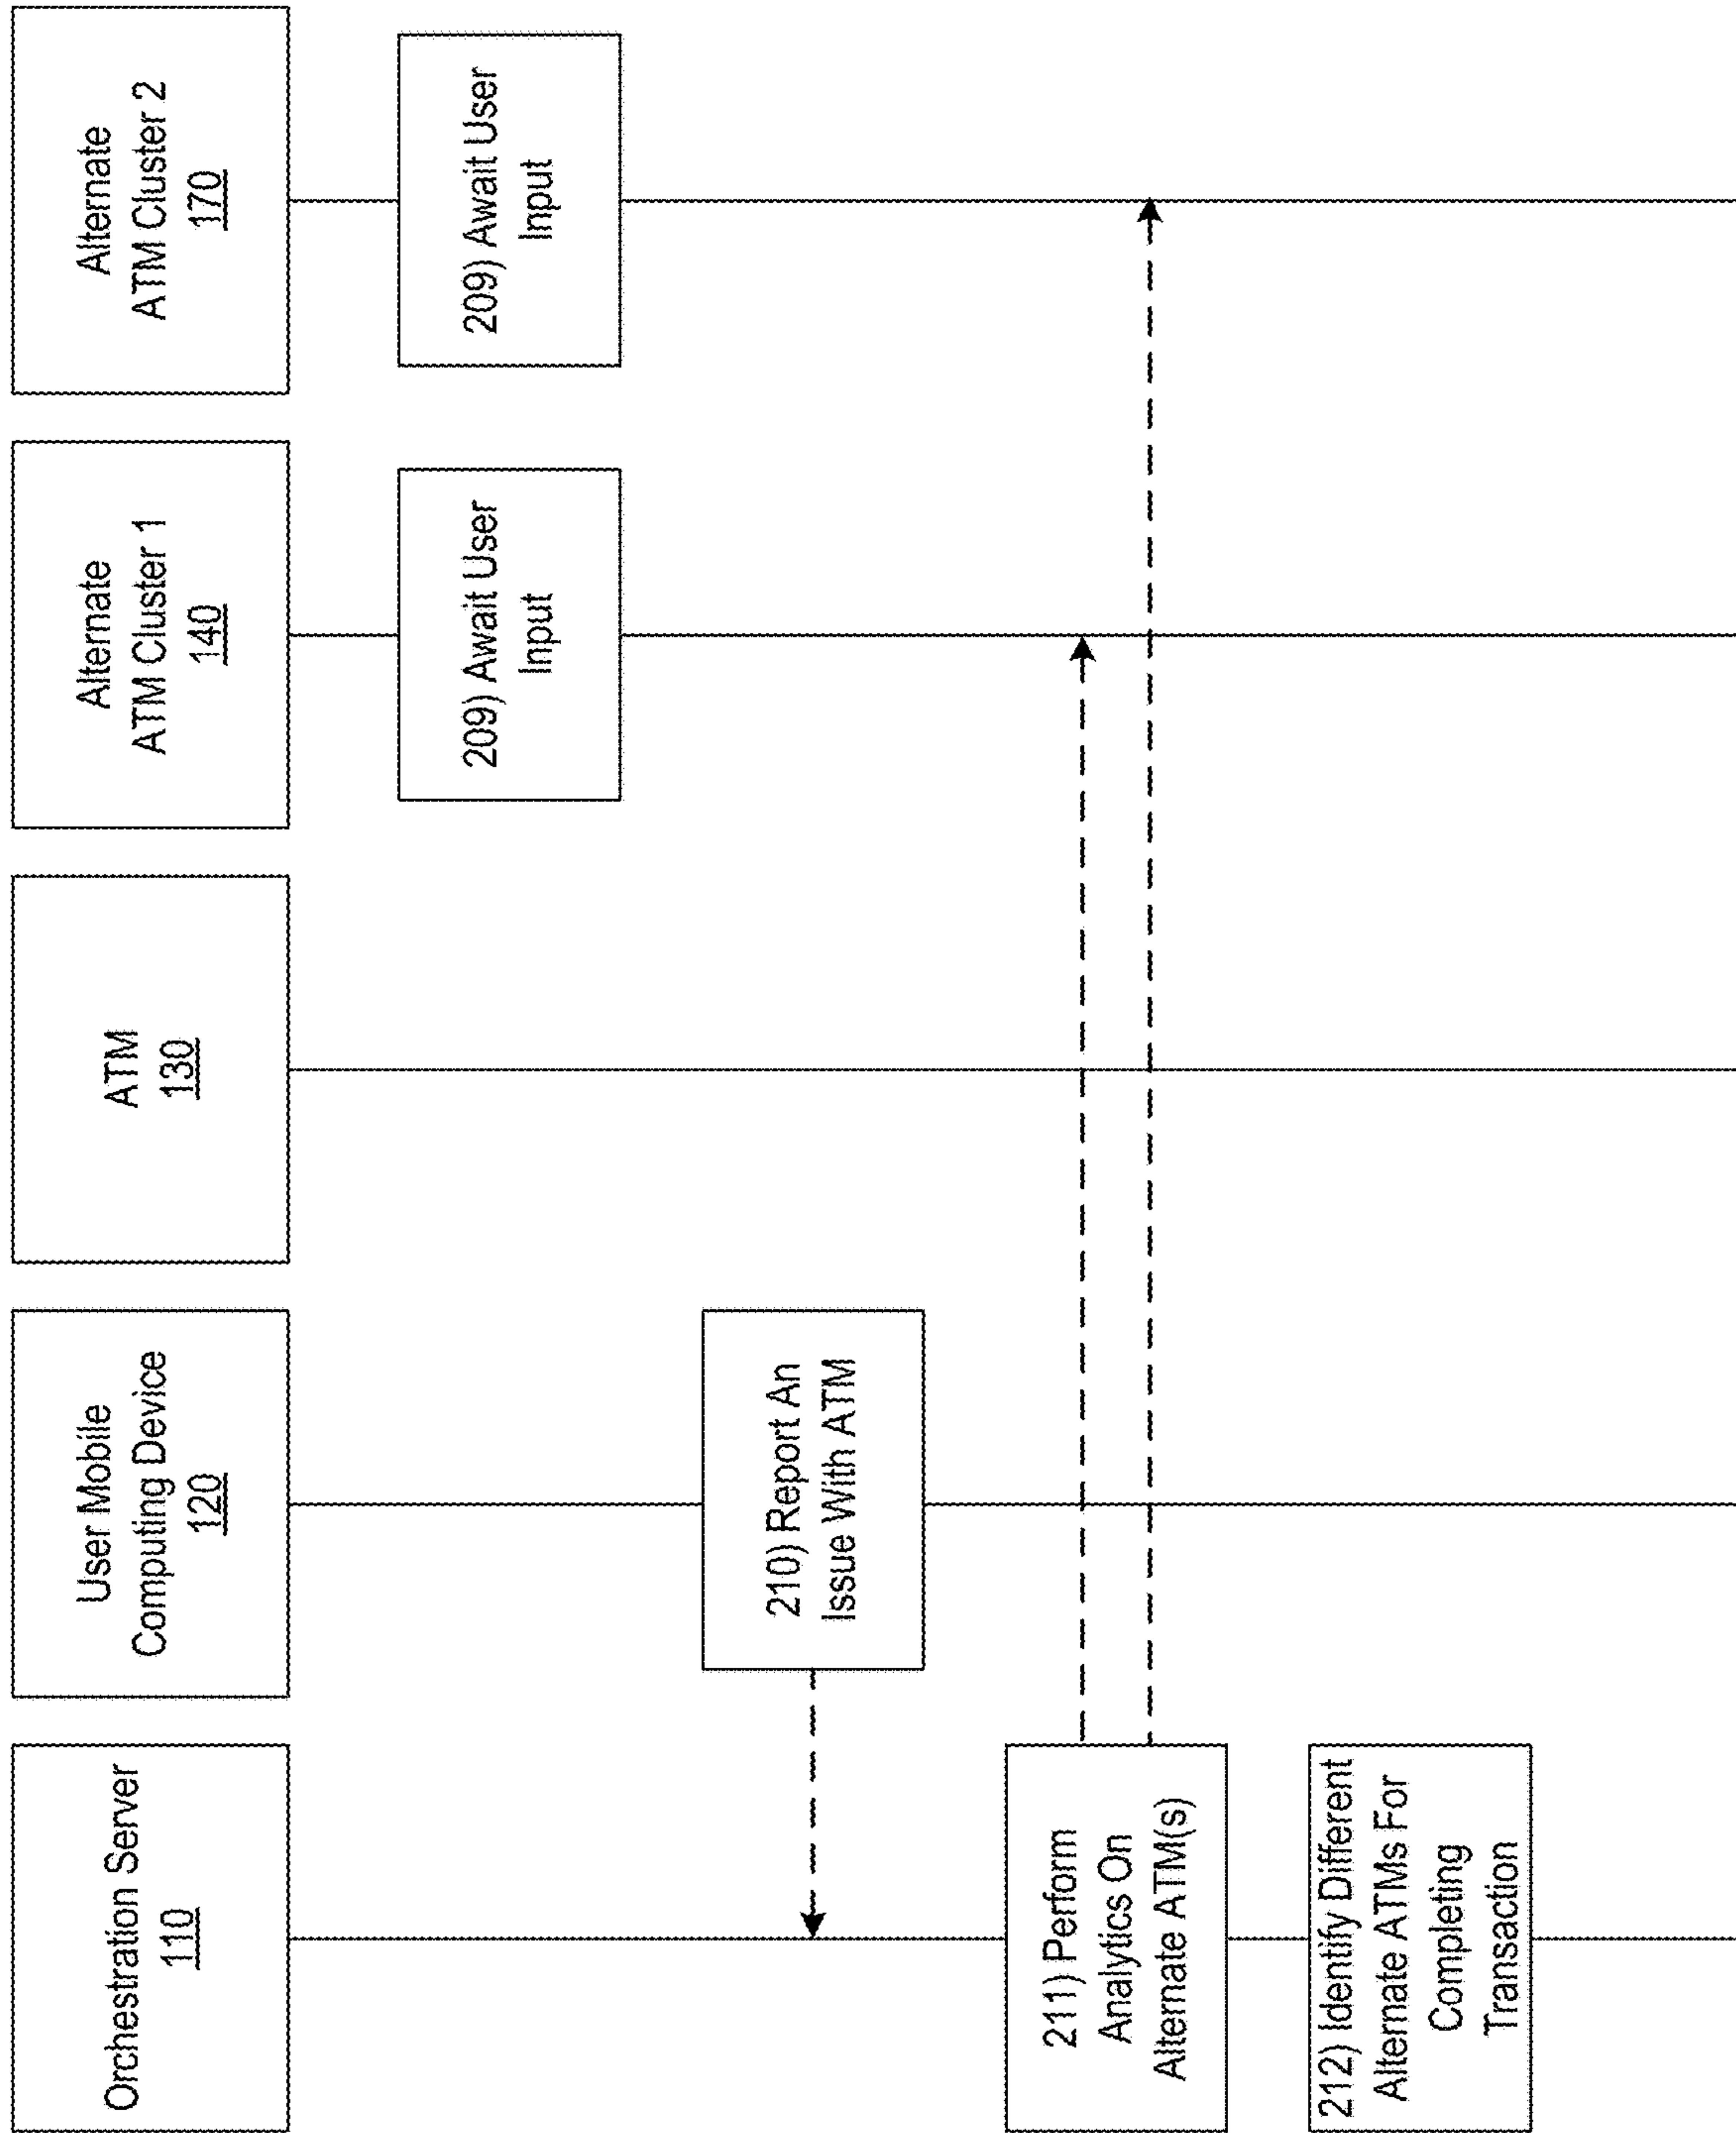 Orchestration Server
110
User Mobile
Computing Device
120
ATM
130
Alternate
ATM Cluster 1
140
Alternate
ATM Cluster 2
170
209) Await User
Input
209) Await User
Input
210) Report An
Issue With ATM
211) Perform
Analytics On
Alternate ATM(s)
212) Identify Different
Alternate ATMs For
Completing
Transaction